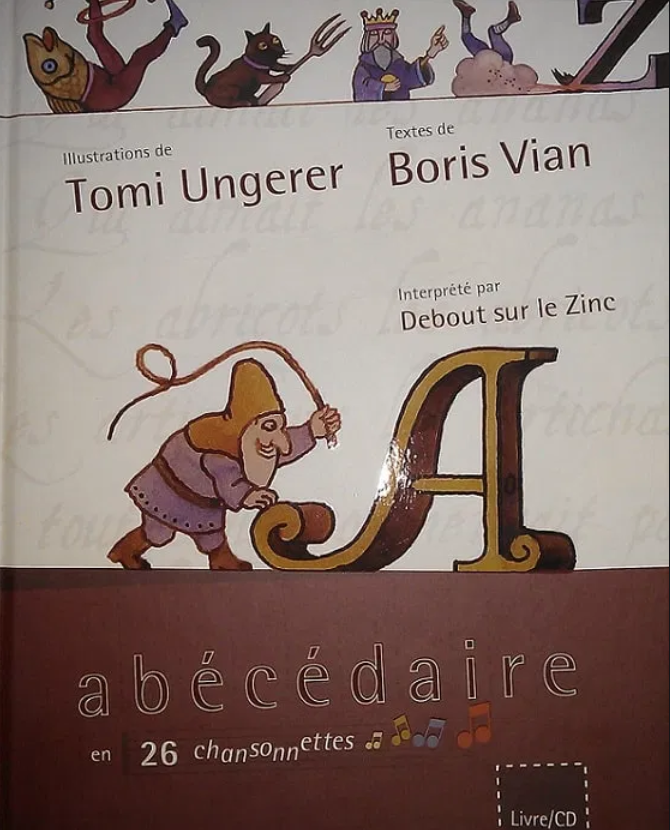 Z
Illustrations de
Tomi Ungerer
Textes de
Boris Vian
Interprété par
Debout sur le Zinc
A
abécédaire
en 26 chansonnettes
Livre/CD